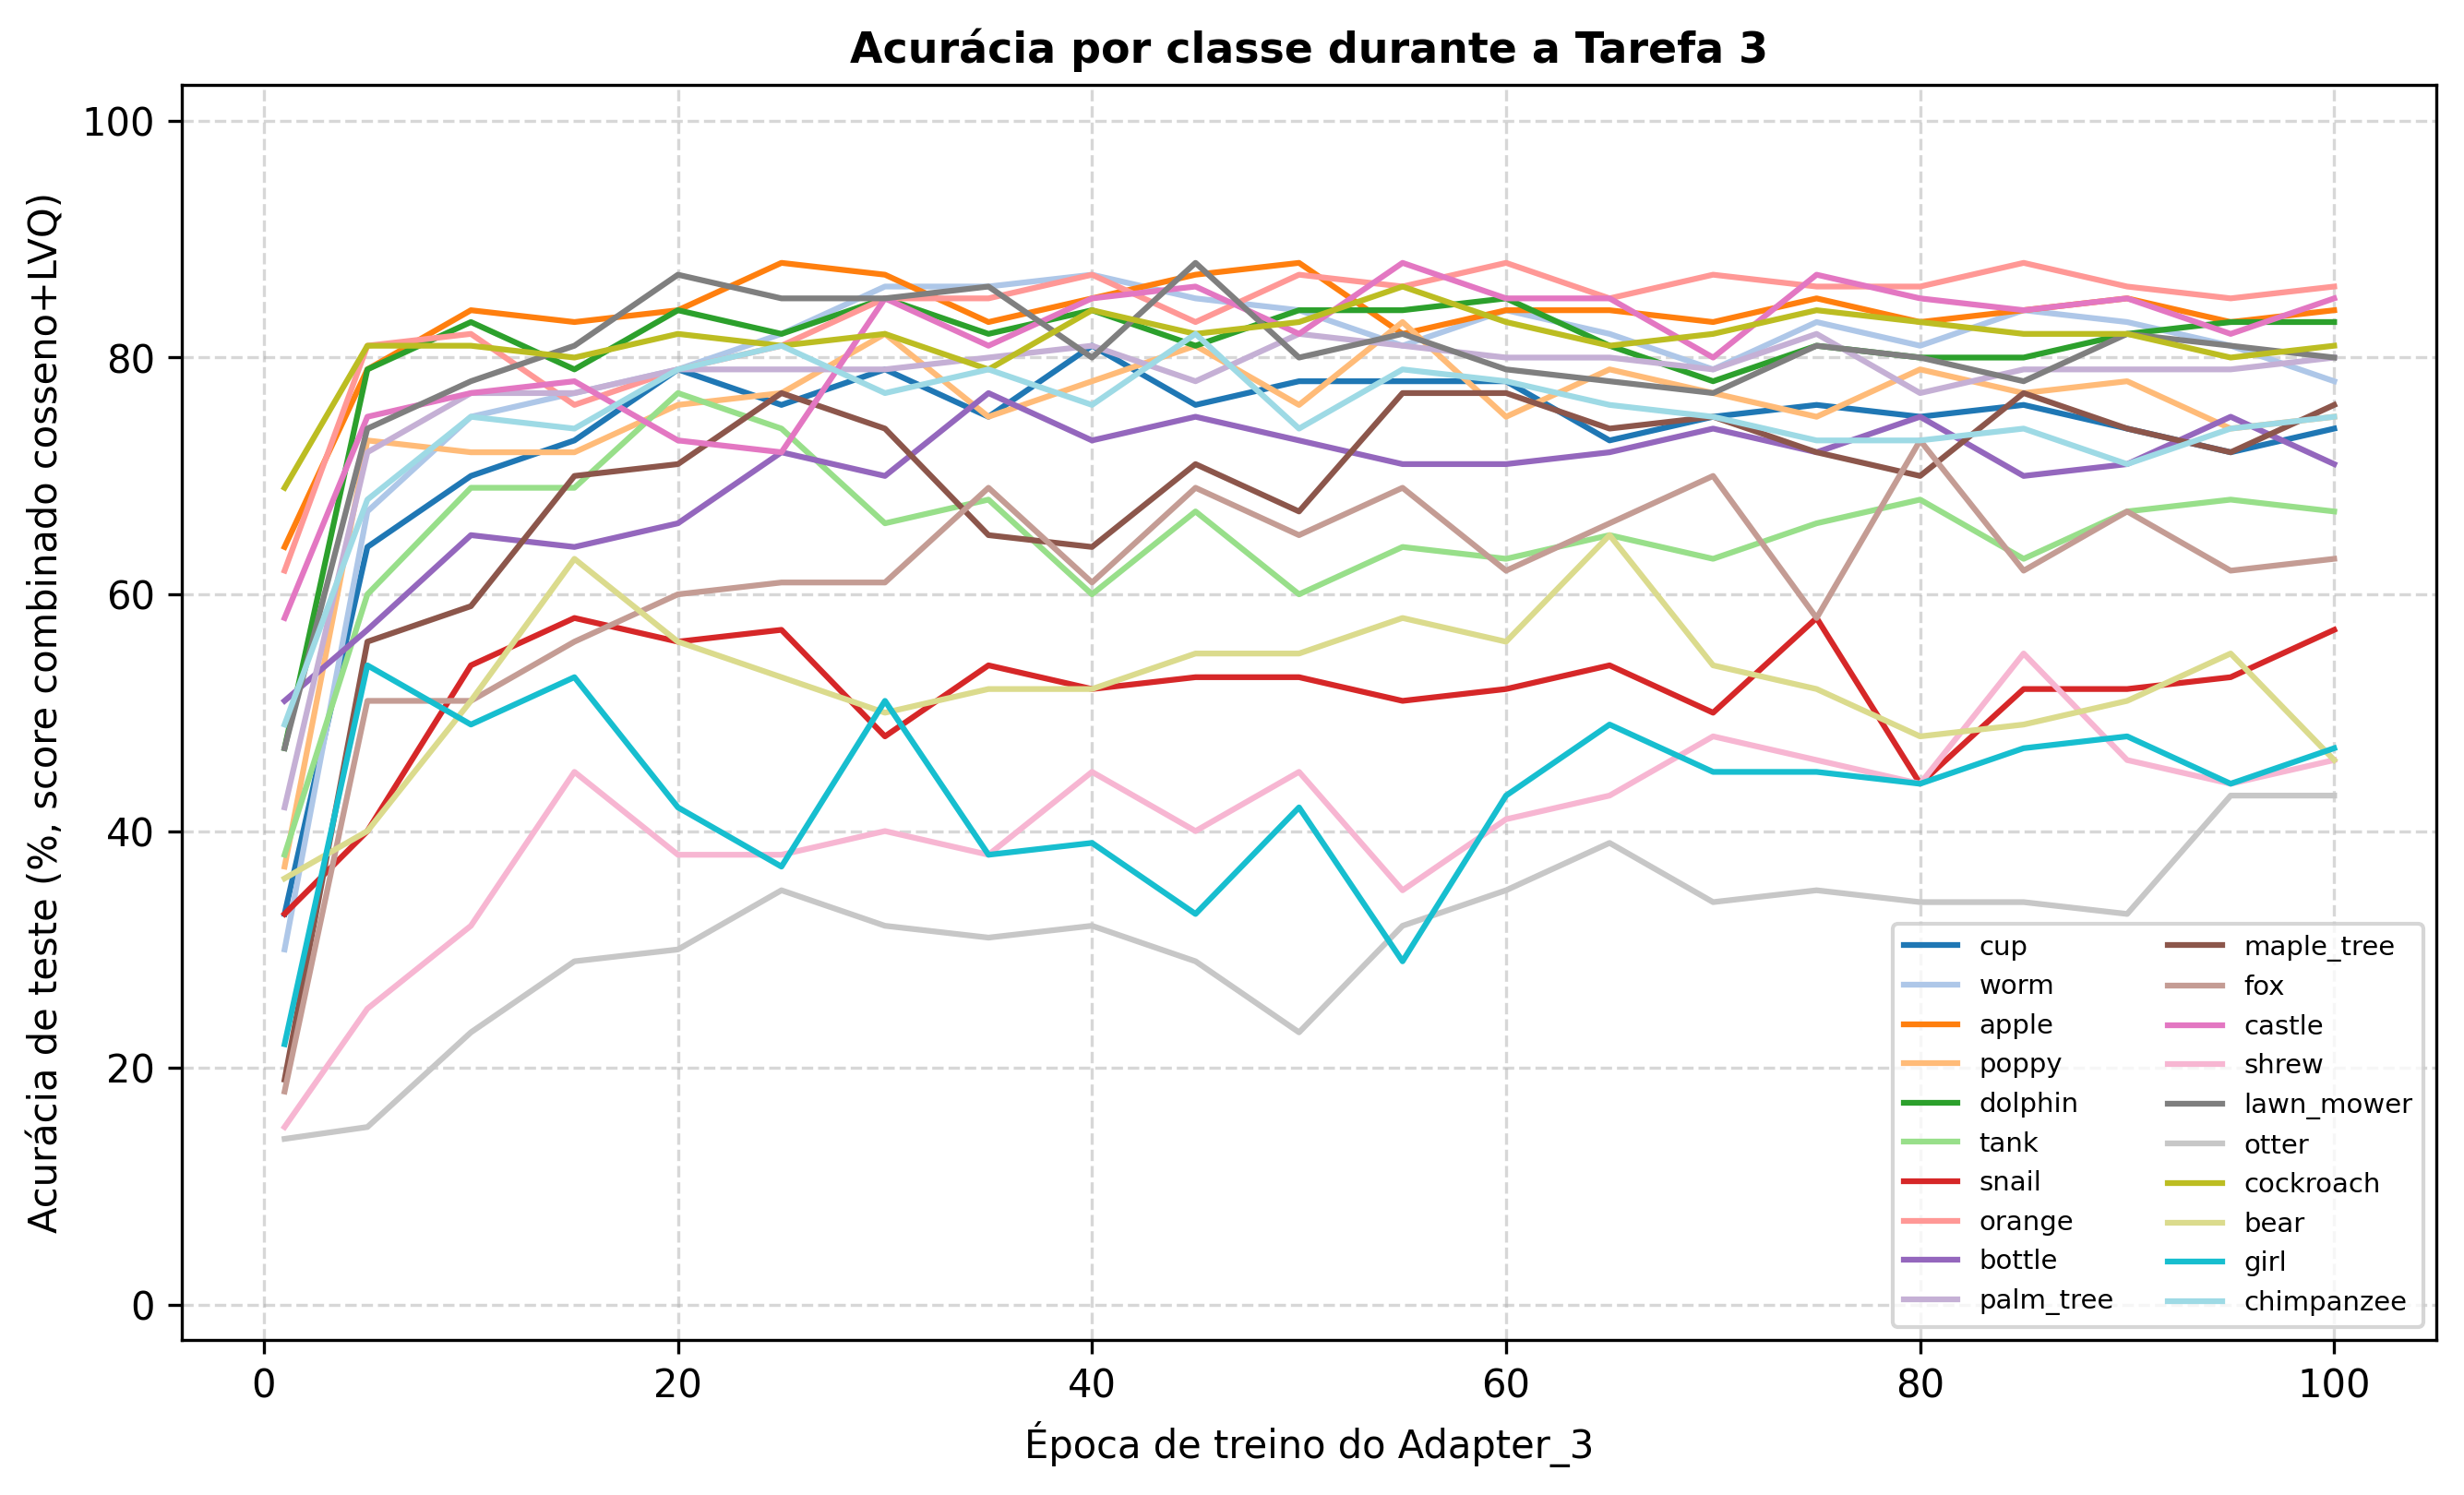 Acurácia por classe durante a Tarefa 3
Acurácia de teste (%, score combinado cosseno+LVQ)
100
80
60
40
20
0
0 20 40 60 80 100
Época de treino do Adapter_3
cup
worm
apple
poppy
dolphin
tank
snail
orange
bottle
palm_tree
maple_tree
fox
castle
shrew
lawn_mower
otter
cockroach
bear
girl
chimpanzee